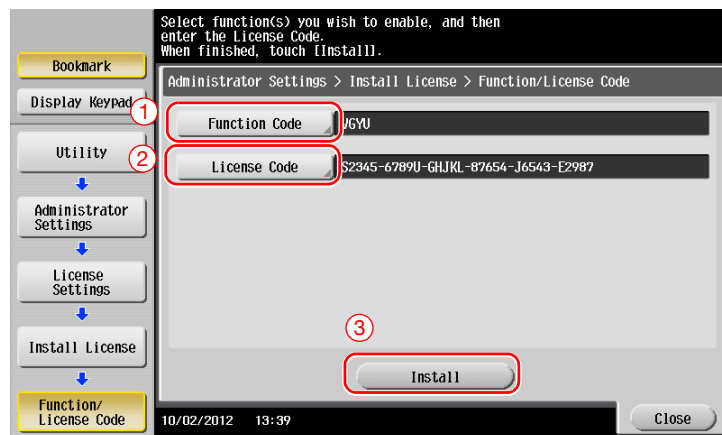 Select function(s) you wish to enable, and then
enter the License Code.
When finished, touch [Install].
Bookmark
Display Keypad
Administrator Settings > Install License > Function/License Code
1
Function Code
VGYU
2
License Code
S2345-6789U-GHJKL-87654-J6543-E2987
Utility
Administrator
Settings
License
Settings
Install License
Function/
License Code
3
Install
10/02/2012 13:39
Close